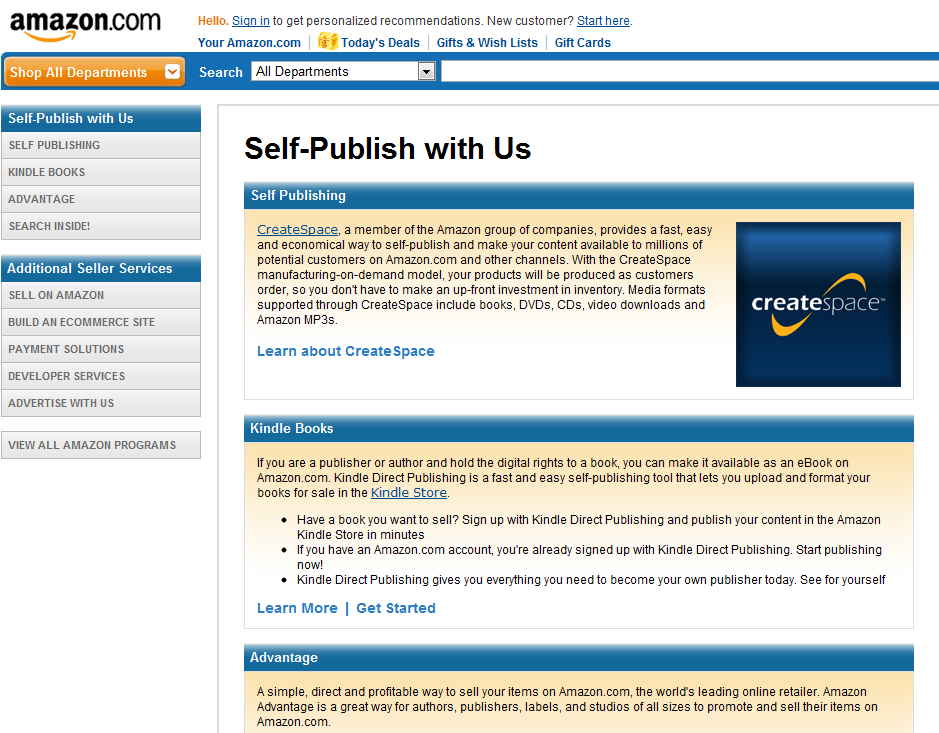 amazon.com
Hello. Sign in to get personalized recommendations. New customer? Start here.
Your Amazon.com
Today's Deals
Gifts & Wish Lists
Gift Cards
Shop All Departments
Search
All Departments
Self-Publish with Us
SELF PUBLISHING
KINDLE BOOKS
ADVANTAGE
SEARCH INSIDE!
Additional Seller Services
SELL ON AMAZON
BUILD AN ECOMMERCE SITE
PAYMENT SOLUTIONS
DEVELOPER SERVICES
ADVERTISE WITH US
VIEW ALL AMAZON PROGRAMS
Self-Publish with Us
Self Publishing
CreateSpace, a member of the Amazon group of companies, provides a fast, easy
and economical way to self-publish and make your content available to millions of
potential customers on Amazon.com and other channels. With the CreateSpace
manufacturing-on-demand model, your products will be produced as customers
order, so you don't have to make an up-front investment in inventory. Media formats
supported through CreateSpace include books, DVDs, CDs, video downloads and
Amazon MP3s.
Learn about CreateSpace
createspace™
Kindle Books
If you are a publisher or author and hold the digital rights to a book, you can make it available as an eBook on
Amazon.com. Kindle Direct Publishing is a fast and easy self-publishing tool that lets you upload and format your
books for sale in the Kindle Store.
• Have a book you want to sell? Sign up with Kindle Direct Publishing and publish your content in the Amazon
Kindle Store in minutes
• If you have an Amazon.com account, you're already signed up with Kindle Direct Publishing. Start publishing
now!
• Kindle Direct Publishing gives you everything you need to become your own publisher today. See for yourself
Learn More | Get Started
Advantage
A simple, direct and profitable way to sell your items on Amazon.com, the world's leading online retailer. Amazon
Advantage is a great way for authors, publishers, labels, and studios of all sizes to promote and sell their items on
Amazon.com.